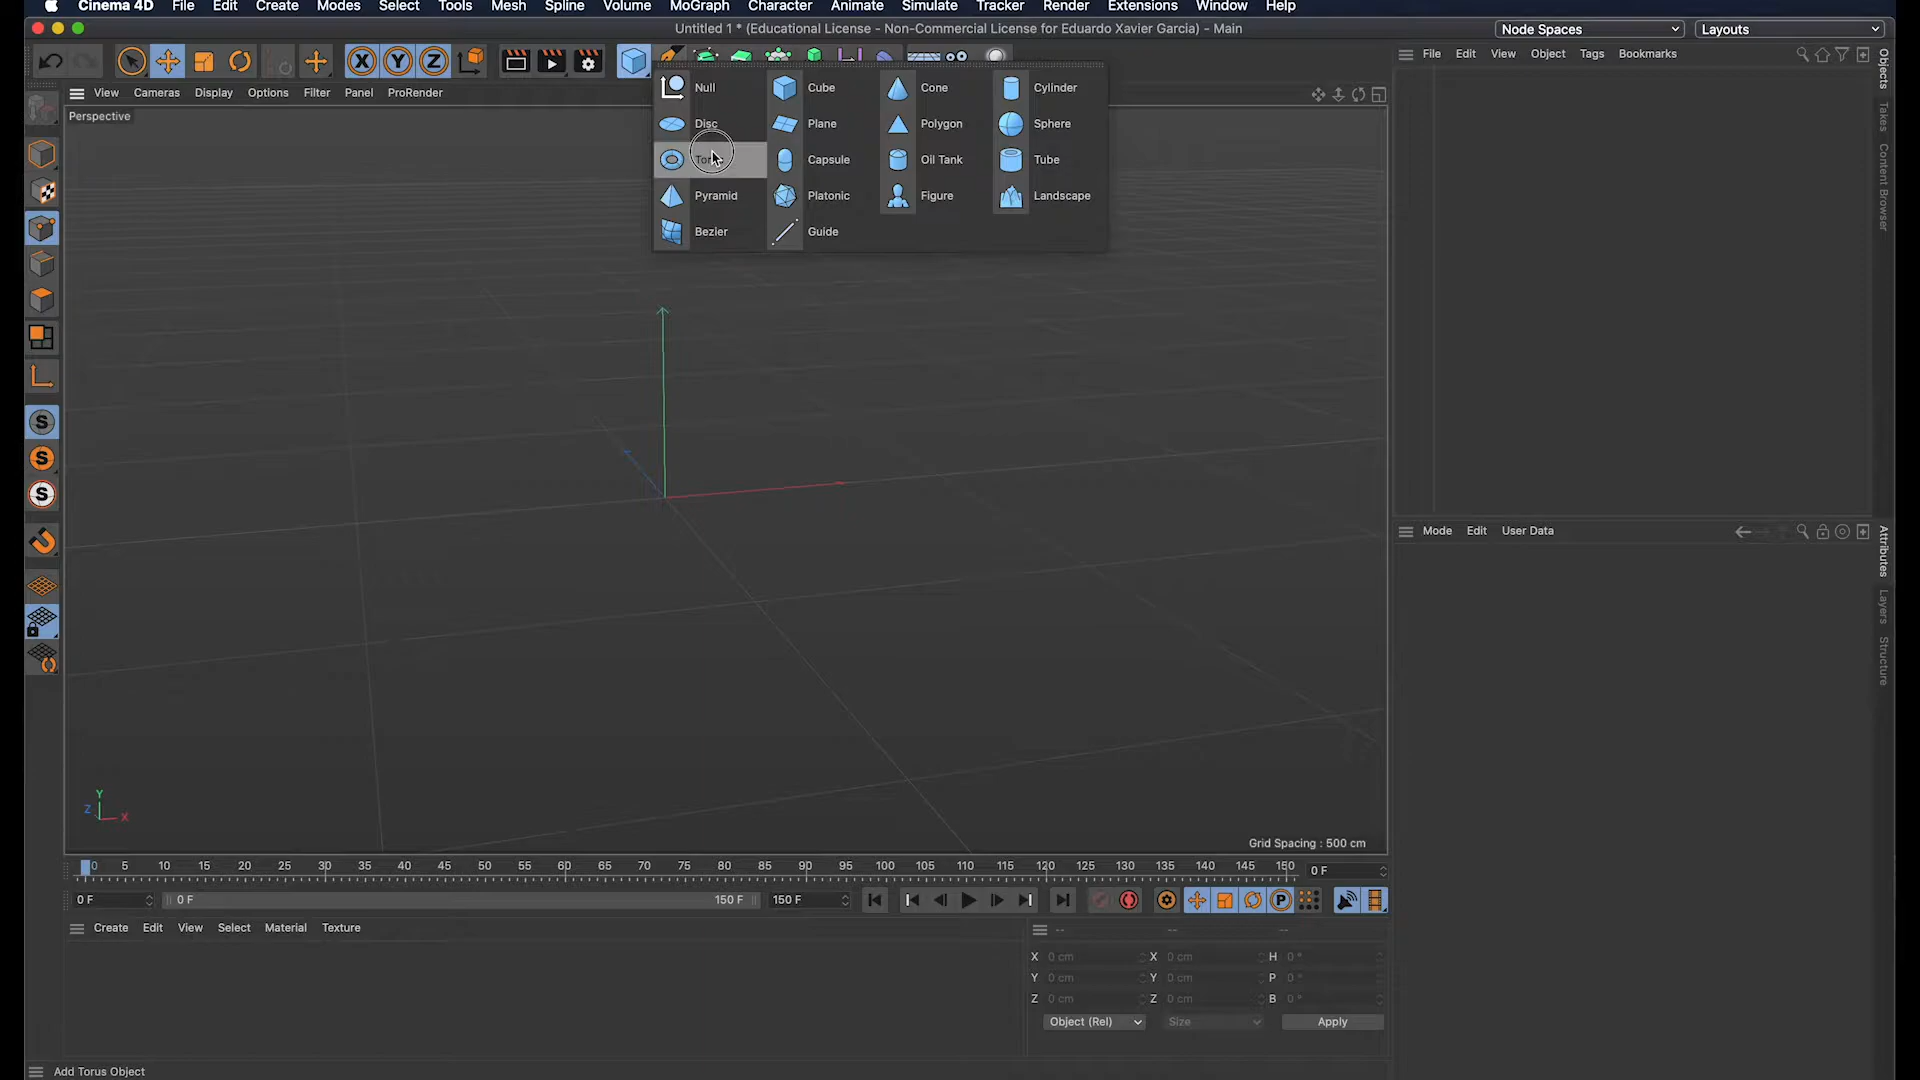 Cinema 4D File Edit Create Modes Select Tools Mesh Spline Volume MoGraph Character Animate Simulate Tracker Render Extensions Window Help
Untitled 1 * (Educational License - Non-Commercial License for Eduardo Xavier Garcia) - Main
Node Spaces Layouts
X Y Z
File Edit View Object Tags Bookmarks
View Cameras Display Options Filter Panel ProRender
Perspective
Null Cube Cone Cylinder
Disc Plane Polygon Sphere
Capsule Oil Tank Tube
Pyramid Platonic Figure Landscape
Bezier Guide
Objects
Takes
Content Browser
S
S
S
Mode Edit User Data
Attributes
Layers
Structure
Y
Z X
Grid Spacing : 500 cm
0 5 10 15 20 25 30 35 40 45 50 55 60 65 70 75 80 85 90 95 100 105 110 115 120 125 130 135 140 145 150 0 F
0 F 0 F 150 F 150 F P
Create Edit View Select Material Texture
-- -- --
X 0 cm X 0 cm H 0 °
Y 0 cm Y 0 cm P 0 °
Z 0 cm Z 0 cm B 0 °
Object (Rel) Size Apply
Add Torus Object